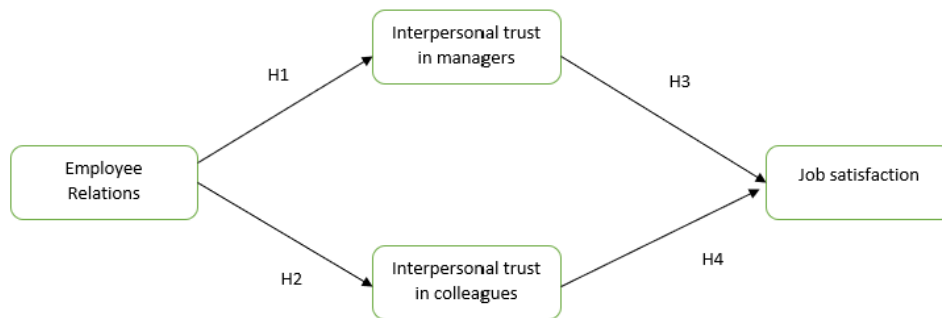 Interpersonal trust
in managers
H1
H3
Employee
Relations
Job satisfaction
H2
H4
Interpersonal trust
in colleagues